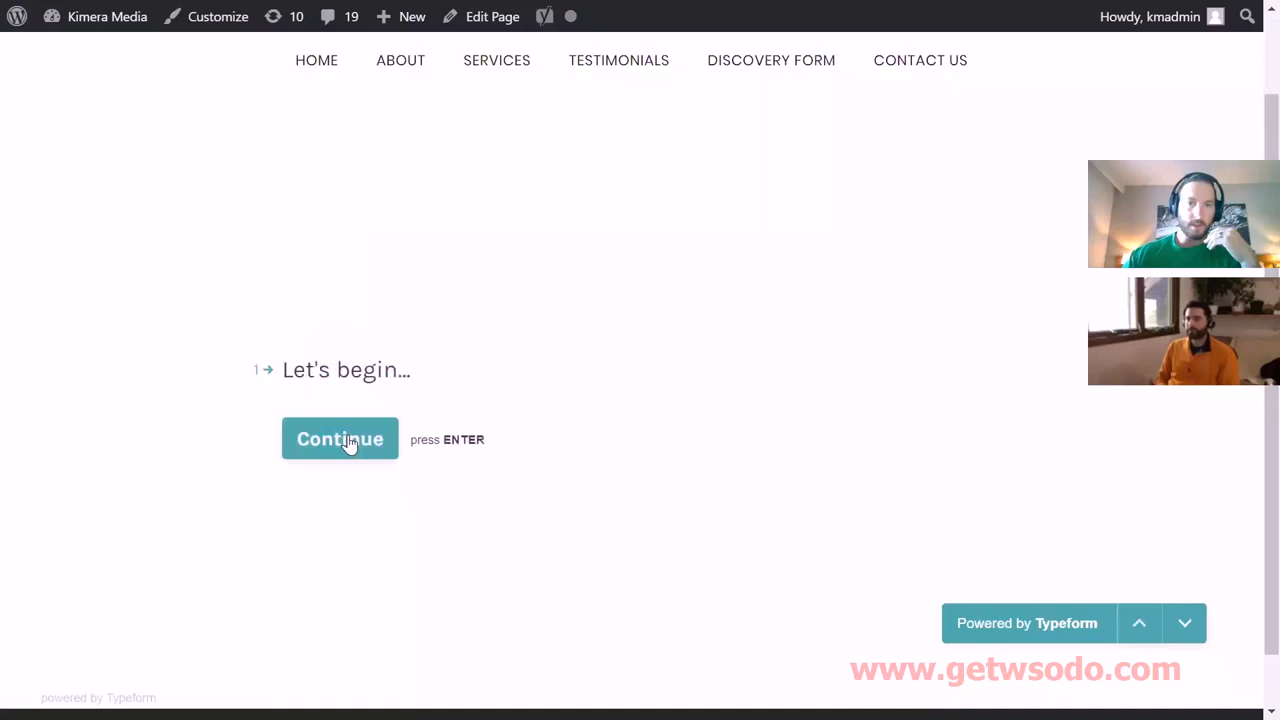 Kimera Media Customize 10 19 New Edit Page Howdy, kmadmin
HOME ABOUT SERVICES TESTIMONIALS DISCOVERY FORM CONTACT US
1 Let's begin...
Continue press ENTER
Powered by Typeform
www.getwsodo.com
powered by Typeform